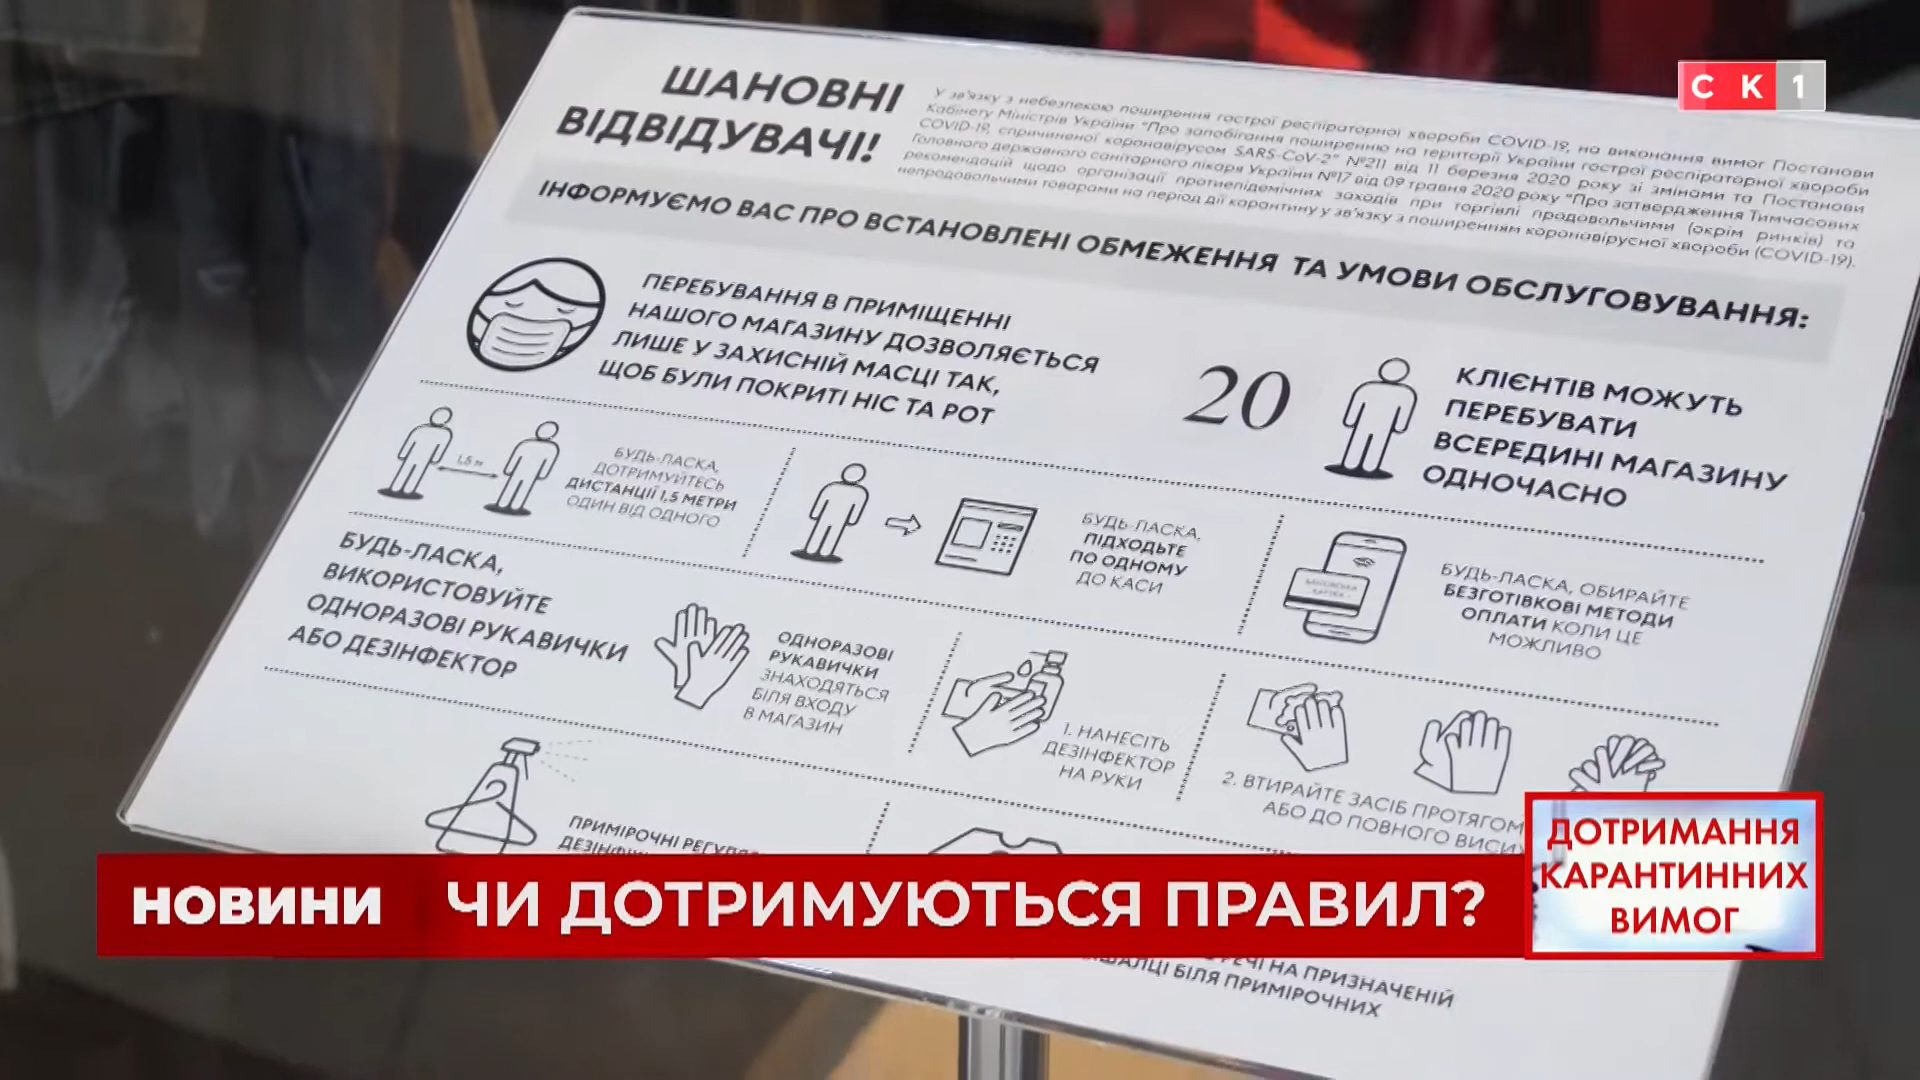 СК1
ШАНОВНІ
ВІДВІДУВАЧІ!
У зв'язку з небезпекою поширення гострої респіраторної хвороби COVID-19, на виконання вимог Постанови
Кабінету Міністрів України "Про запобігання поширенню на території України гострої респіраторної хвороби
COVID-19, спричиненої коронавірусом SARS-CoV-2" №211 від 11 березня 2020 року зі змінами та Постанови
Головного державного санітарного лікаря України №17 від 09 травня 2020 року "Про затвердження Тимчасових
рекомендацій щодо організації протиепідемічних заходів при торгівлі продовольчими (окрім ринків) та
непродовольчими товарами на період дії карантину у зв'язку з поширенням коронавірусної хвороби (COVID-19).
ІНФОРМУЄМО ВАС ПРО ВСТАНОВЛЕНІ ОБМЕЖЕННЯ ТА УМОВИ ОБСЛУГОВУВАННЯ:
ПЕРЕБУВАННЯ В ПРИМІЩЕННІ
НАШОГО МАГАЗИНУ ДОЗВОЛЯЄТЬСЯ
ЛИШЕ У ЗАХИСНІЙ МАСЦІ ТАК,
ЩОБ БУЛИ ПОКРИТІ НІС ТА РОТ
20
КЛІЄНТІВ МОЖУТЬ
ПЕРЕБУВАТИ
ВСЕРЕДИНІ МАГАЗИНУ
ОДНОЧАСНО
1,5 м
БУДЬ-ЛАСКА,
ДОТРИМУЙТЕСЬ
ДИСТАНЦІЇ 1,5 МЕТРИ
ОДИН ВІД ОДНОГО
БУДЬ-ЛАСКА,
ПІДХОДЬТЕ
ПО ОДНОМУ
ДО КАСИ
БУДЬ-ЛАСКА, ОБИРАЙТЕ
БЕЗГОТІВКОВІ МЕТОДИ
ОПЛАТИ КОЛИ ЦЕ
МОЖЛИВО
БУДЬ-ЛАСКА,
ВИКОРИСТОВУЙТЕ
ОДНОРАЗОВІ РУКАВИЧКИ
АБО ДЕЗІНФЕКТОР
ОДНОРАЗОВІ
РУКАВИЧКИ
ЗНАХОДЯТЬСЯ
БІЛЯ ВХОДУ
В МАГАЗИН
1. НАНЕСІТЬ
ДЕЗІНФЕКТОР
НА РУКИ
2. ВТИРАЙТЕ ЗАСІБ ПРОТЯГОМ
АБО ДО ПОВНОГО
ПРИМІРОЧНІ
РЕЧІ НА ПРИЗНАЧЕНІЙ
БІЛЯ ПРИМІРОЧНИХ
НОВИНИ
ЧИ ДОТРИМУЮТЬСЯ ПРАВИЛ?
ДОТРИМАННЯ
КАРАНТИННИХ
ВИМОГ